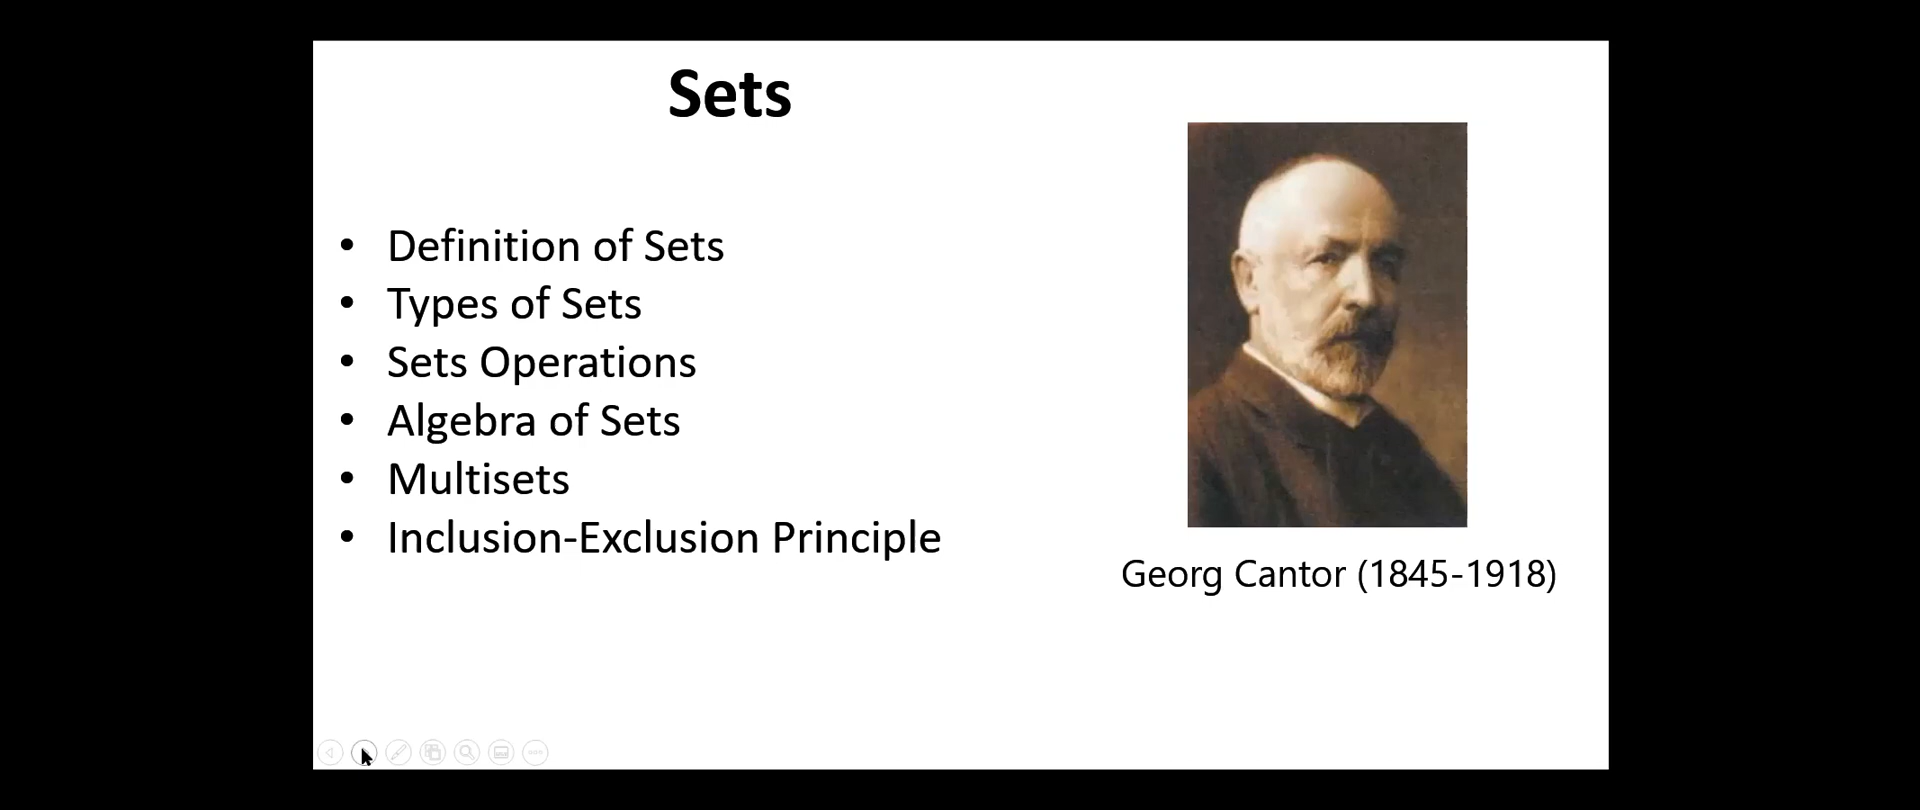 Sets
• Definition of Sets
• Types of Sets
• Sets Operations
• Algebra of Sets
• Multisets
• Inclusion-Exclusion Principle
Georg Cantor (1845-1918)